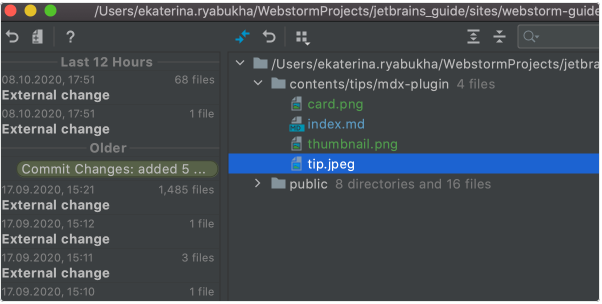 /Users/ekaterina.ryabukha/WebstormProjects/jetbrains_guide/sites/webstorm-guide
?
Last 12 Hours
08.10.2020, 17:51 68 files
External change
08.10.2020, 17:51 1 file
External change
Older
Commit Changes: added 5 ...
17.09.2020, 15:21 1,485 files
External change
17.09.2020, 15:12 1 file
External change
17.09.2020, 15:11 3 files
External change
17.09.2020, 15:10 1 file
/Users/ekaterina.ryabukha/WebstormProjects/jetbra
contents/tips/mdx-plugin 4 files
card.png
index.md
thumbnail.png
tip.jpeg
public 8 directories and 16 files